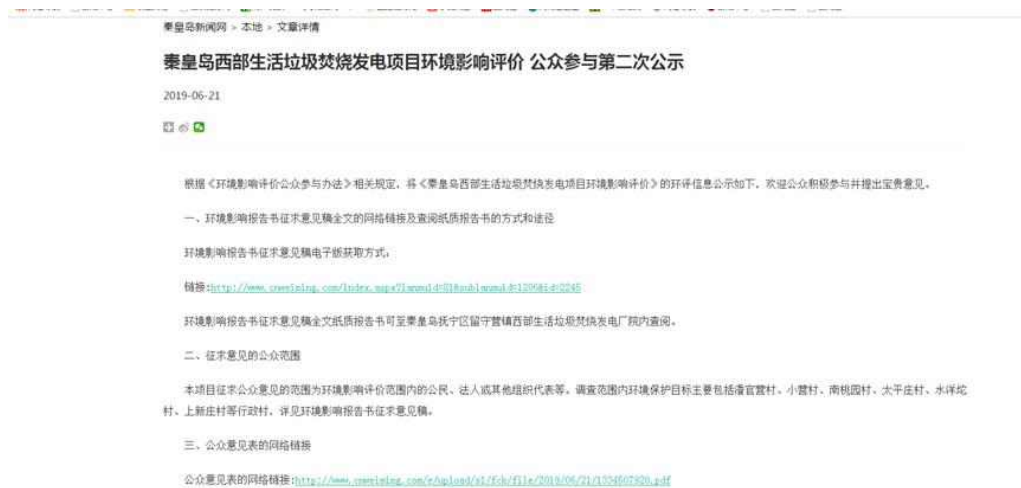 秦皇岛新闻网 > 本地 > 文章详情
秦皇岛西部生活垃圾焚烧发电项目环境影响评价 公众参与第二次公示
2019-06-21
根据《环境影响评价公众参与办法》相关规定，将《秦皇岛西部生活垃圾焚烧发电项目环境影响评价》的环评信息公示如下，欢迎公众积极参与并提出宝贵意见。
一、环境影响报告书征求意见稿全文的网络链接及查阅纸质报告书的方式和途径
环境影响报告书征求意见稿电子版获取方式：
链接:
环境影响报告书征求意见稿全文纸质报告书可至秦皇岛抚宁区留守营镇西部生活垃圾焚烧发电厂院内查阅。
二、征求意见的公众范围
本项目征求公众意见的范围为环境影响评价范围内的公民、法人或其他组织代表等。调查范围内环境保护目标主要包括潘官营村、小营村、南桃园村、太平庄村、水洋坨
村、上新庄村等行政村，详见环境影响报告书征求意见稿。
三、公众意见表的网络链接
公众意见表的网络链接: